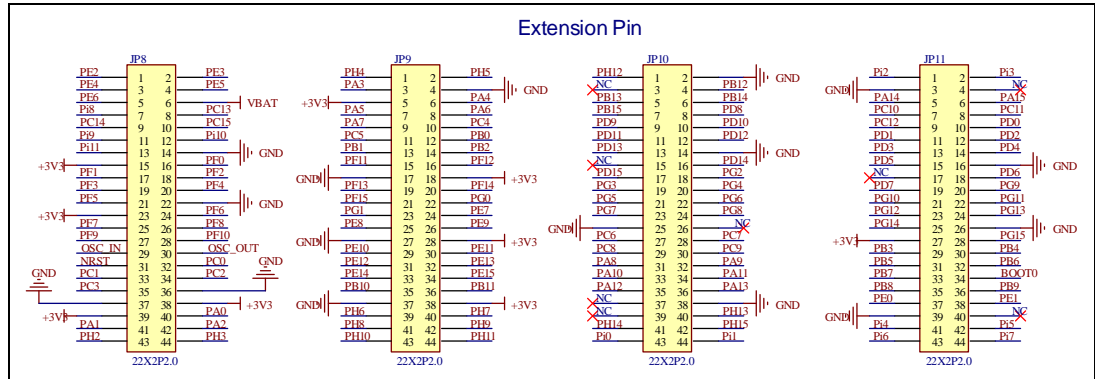 Extension Pin
JP8 JP9 JP10 JP11
PE2 1 2 PE3 PH4 1 2 PH5 PH12 1 2 Pi2 1 2 Pi3
PE4 3 4 PE5 PA3 3 4 GND NC 3 4 PB12 GND GND 3 4 NC
PE6 5 6 VBAT +3V3 5 6 PA4 PB13 5 6 PB14 PA14 5 6 PA15
Pi8 7 8 PC13 PA5 7 8 PA6 PB15 7 8 PD8 PC10 7 8 PC11
PC14 9 10 PC15 PA7 9 10 PC4 PD9 9 10 PD10 PC12 9 10 PD0
Pi9 11 12 Pi10 PC5 11 12 PB0 PD11 11 12 PD12 PD1 11 12 PD2
Pi11 13 14 GND PB1 13 14 PB2 PD13 13 14 GND PD3 13 14 PD4
+3V3 15 16 PF0 PF11 15 16 PF12 NC 15 16 PD14 PD5 15 16 GND
PF1 17 18 PF2 GND 17 18 +3V3 PD15 17 18 PG2 NC 17 18 PD6
PF3 19 20 PF4 PF13 19 20 PF14 PG3 19 20 PG4 PD7 19 20 PG9
PF5 21 22 GND PF15 21 22 PG0 PG5 21 22 PG6 PG10 21 22 PG11
+3V3 23 24 PF6 PG1 23 24 PE7 PG7 23 24 PG8 PG12 23 24 PG13
PF7 25 26 PF8 PE8 25 26 PE9 GND 25 26 NC PG14 25 26 GND
PF9 27 28 PF10 GND 27 28 +3V3 PC6 27 28 PC7 +3V3 27 28 PG15
OSC_IN 29 30 OSC_OUT PE10 29 30 PE11 PC8 29 30 PC9 PB3 29 30 PB4
NRST 31 32 PC0 PE12 31 32 PE13 PA8 31 32 PA9 PB5 31 32 PB6
GND PC1 33 34 PC2 GND PE14 33 34 PE15 PA10 33 34 PA11 PB7 33 34 BOOT0
PC3 35 36 PB10 35 36 PB11 PA12 35 36 PA13 PB8 35 36 PB9
37 38 +3V3 GND 37 38 +3V3 NC 37 38 GND PE0 37 38 PE1
+3V3 39 40 PA0 PH6 39 40 PH7 NC 39 40 PH13 GND 39 40 NC
PA1 41 42 PA2 PH8 41 42 PH9 PH14 41 42 PH15 Pi4 41 42 Pi5
PH2 43 44 PH3 PH10 43 44 PH11 Pi0 43 44 Pi1 Pi6 43 44 Pi7
22X2P2.0 22X2P2.0 22X2P2.0 22X2P2.0